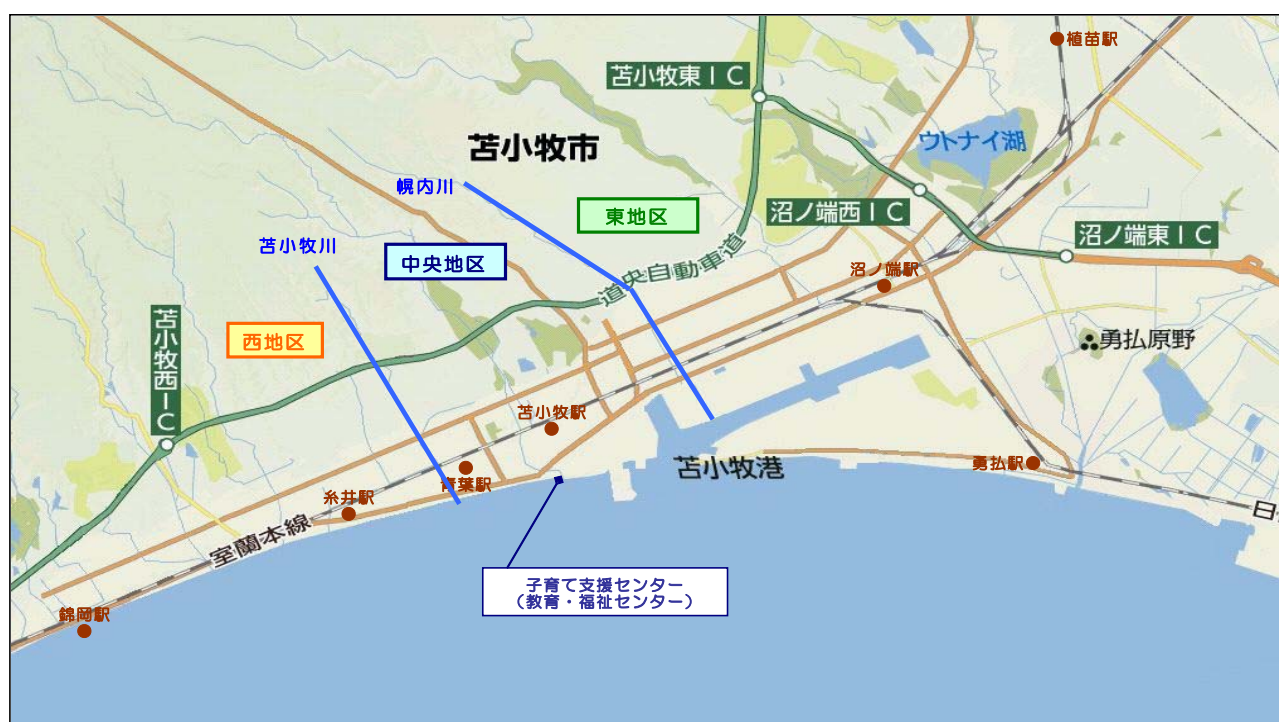 植苗駅
苫小牧東IC
苫小牧市
ウトナイ湖
幌内川
東地区
沼ノ端西IC
沼ノ端東IC
苫小牧川
中央地区
道央自動車道
沼ノ端駅
苫小牧西IC
西地区
勇払原野
苫小牧駅
苫小牧港
勇払駅
青葉駅
糸井駅
日
室蘭本線
子育て支援センター
(教育・福祉センター)
錦岡駅